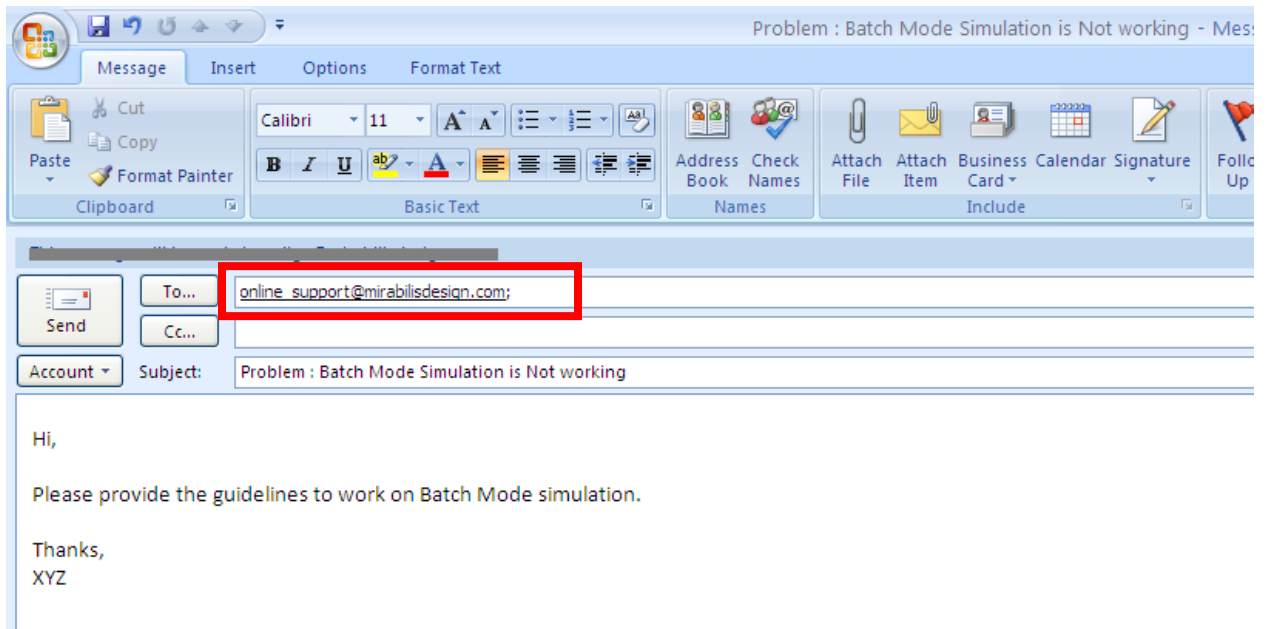 Problem : Batch Mode Simulation is Not working - Mes
Message Insert Options Format Text
Cut
Copy
Paste
Format Painter
Clipboard
Calibri 11
B I U
Basic Text
Address Book
Check Names
Names
Attach File
Attach Item
Business Card
Calendar
Signature
Include
Follo
Up
To... online_support@mirabilisdesign.com;
Send
Cc...
Account Subject: Problem : Batch Mode Simulation is Not working
Hi,
Please provide the guidelines to work on Batch Mode simulation.
Thanks,
XYZ